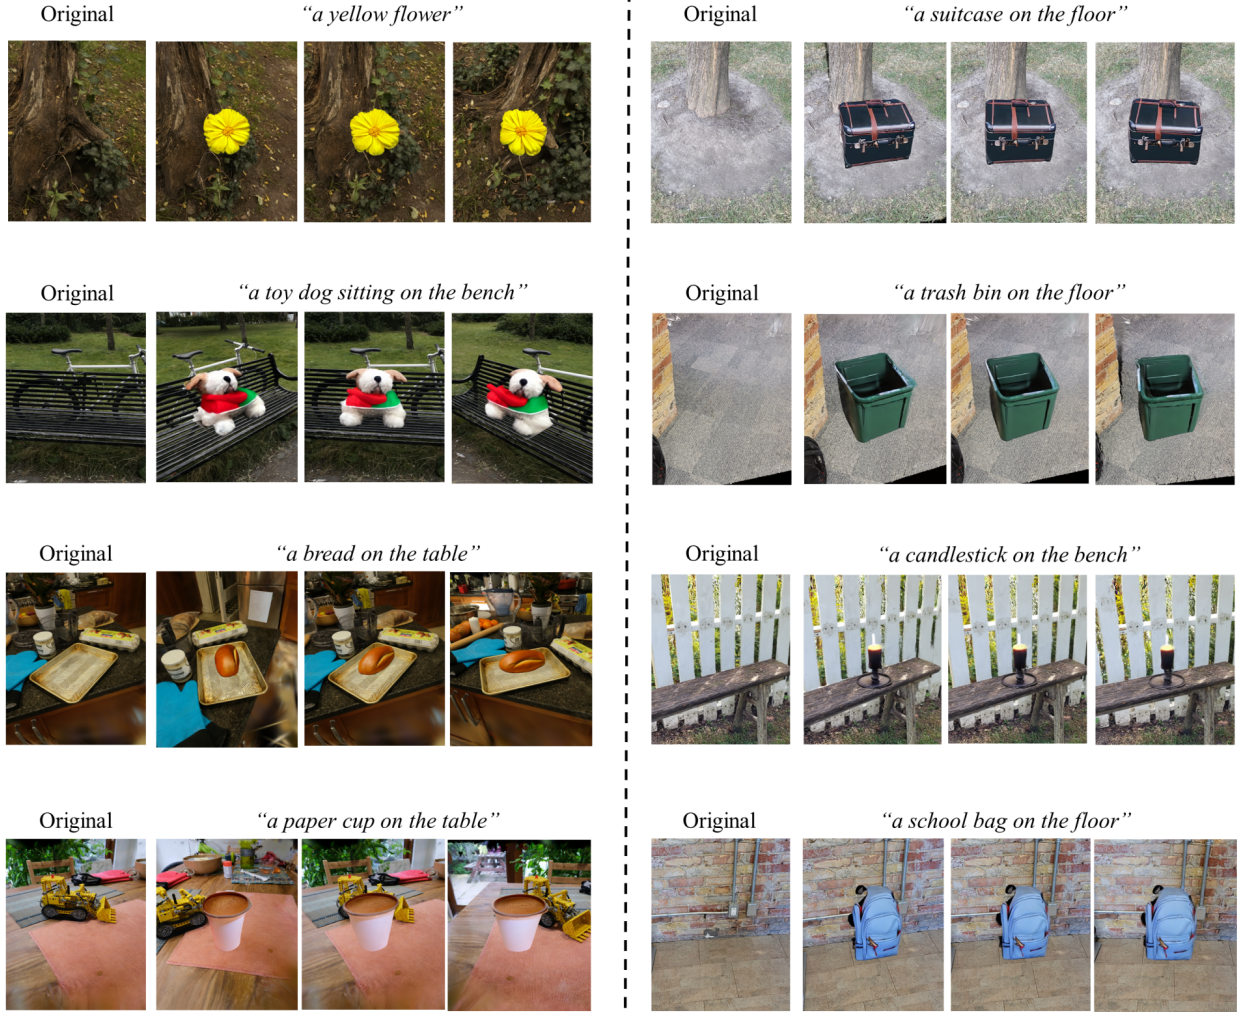 Original
“a yellow flower”
Original
“a suitcase on the floor”
Original
“a toy dog sitting on the bench”
Original
“a trash bin on the floor”
Original
“a bread on the table”
Original
“a candlestick on the bench”
Original
“a paper cup on the table”
Original
“a school bag on the floor”